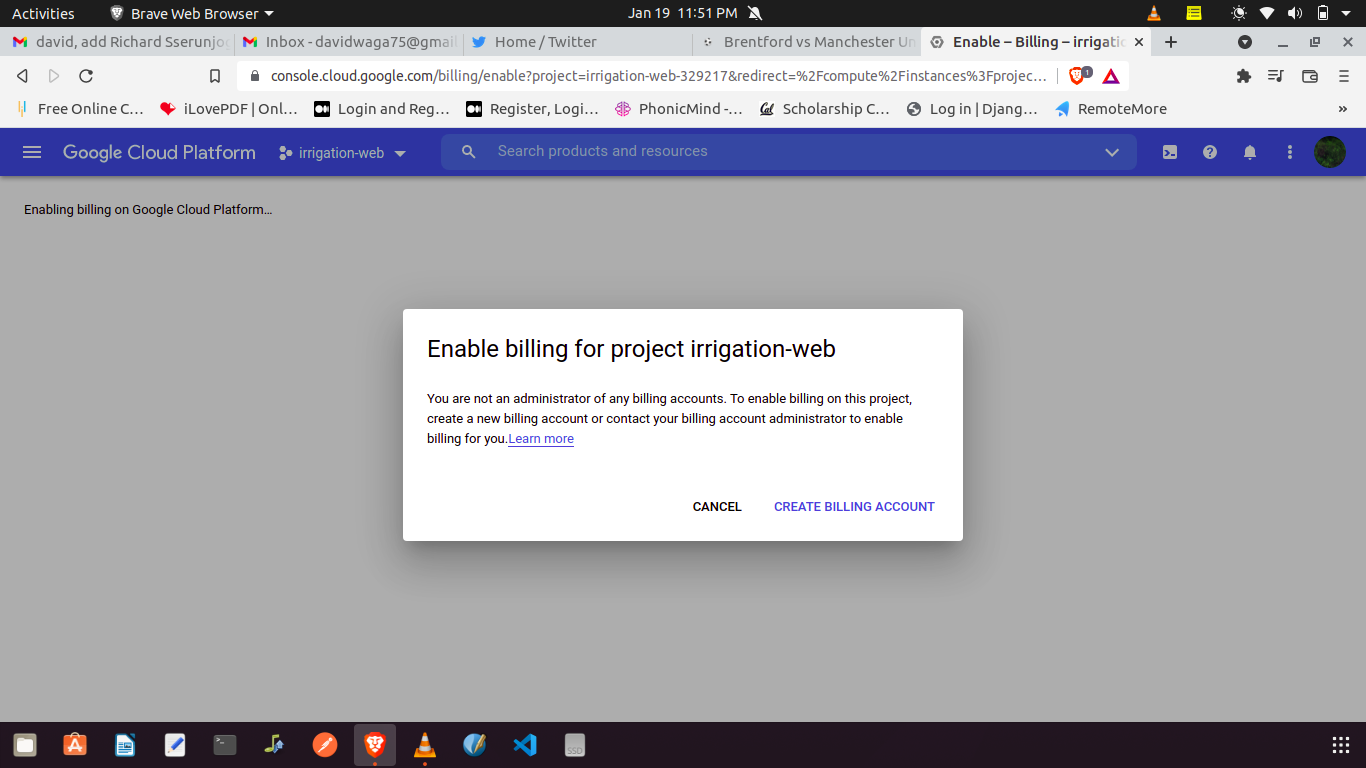 Activities
Brave Web Browser
Jan 19 11:51 PM
david, add Richard Sserunjog
Inbox - davidwaga75@gmail
Home / Twitter
Brentford vs Manchester Un
Enable – Billing – irrigatio
console.cloud.google.com/billing/enable?project=irrigation-web-329217&redirect=%2Fcompute%2Finstances%3Fprojec…
1
Free Online C…
iLovePDF | Onl…
Login and Reg…
Register, Logi…
PhonicMind -…
Cal
Scholarship C…
Log in | Djang…
RemoteMore
»
Google Cloud Platform
irrigation-web
Search products and resources
Enabling billing on Google Cloud Platform…
Enable billing for project irrigation-web
You are not an administrator of any billing accounts. To enable billing on this project,
create a new billing account or contact your billing account administrator to enable
billing for you.Learn more
CANCEL
CREATE BILLING ACCOUNT
SSD